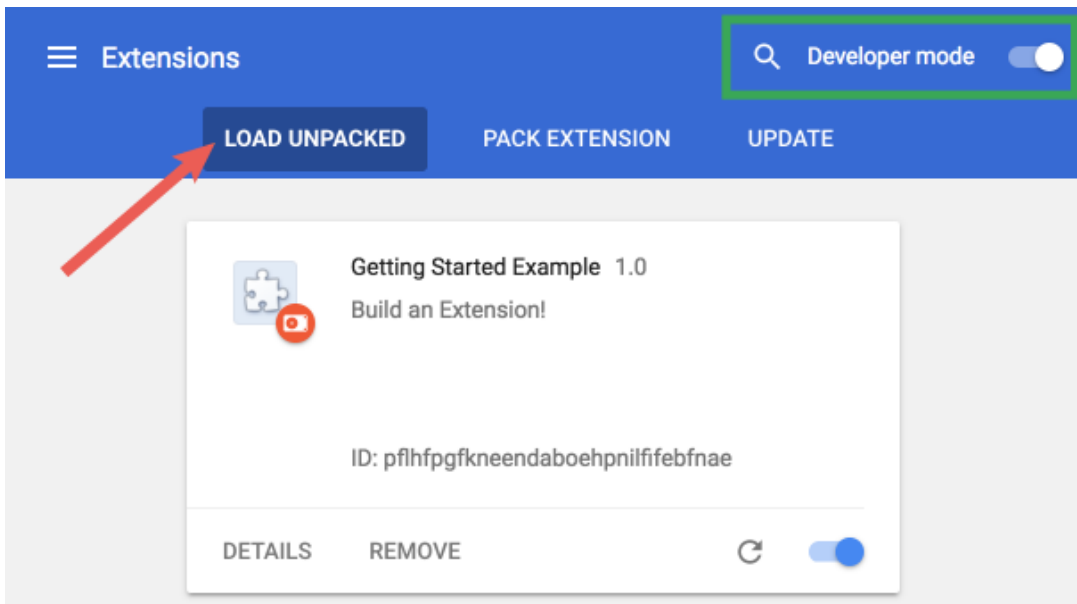 Extensions
Developer mode
LOAD UNPACKED
PACK EXTENSION
UPDATE
Getting Started Example 1.0
Build an Extension!
ID: pflhfpgfkneendaboehpnilfifebfnae
DETAILS
REMOVE